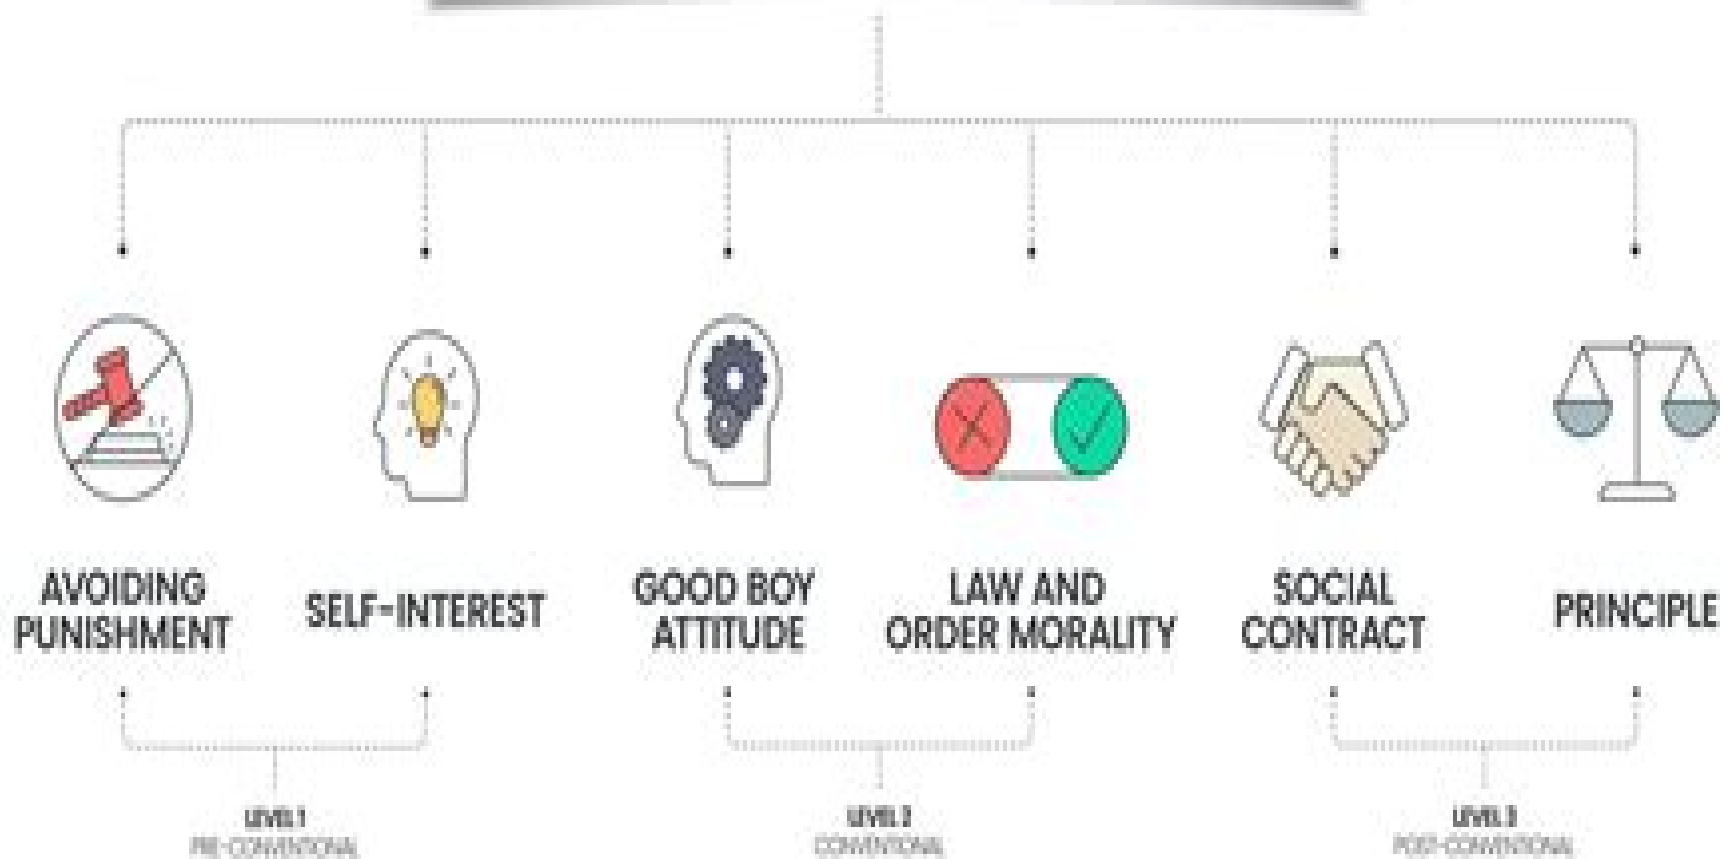 AVOIDING
PUNISHMENT
SELF-INTEREST
GOOD BOY
ATTITUDE
LAW AND
ORDER MORALITY
SOCIAL
CONTRACT
PRINCIPLE
LEVEL 1
PRE-CONVENTIONAL
LEVEL 2
CONVENTIONAL
LEVEL 3
POST-CONVENTIONAL